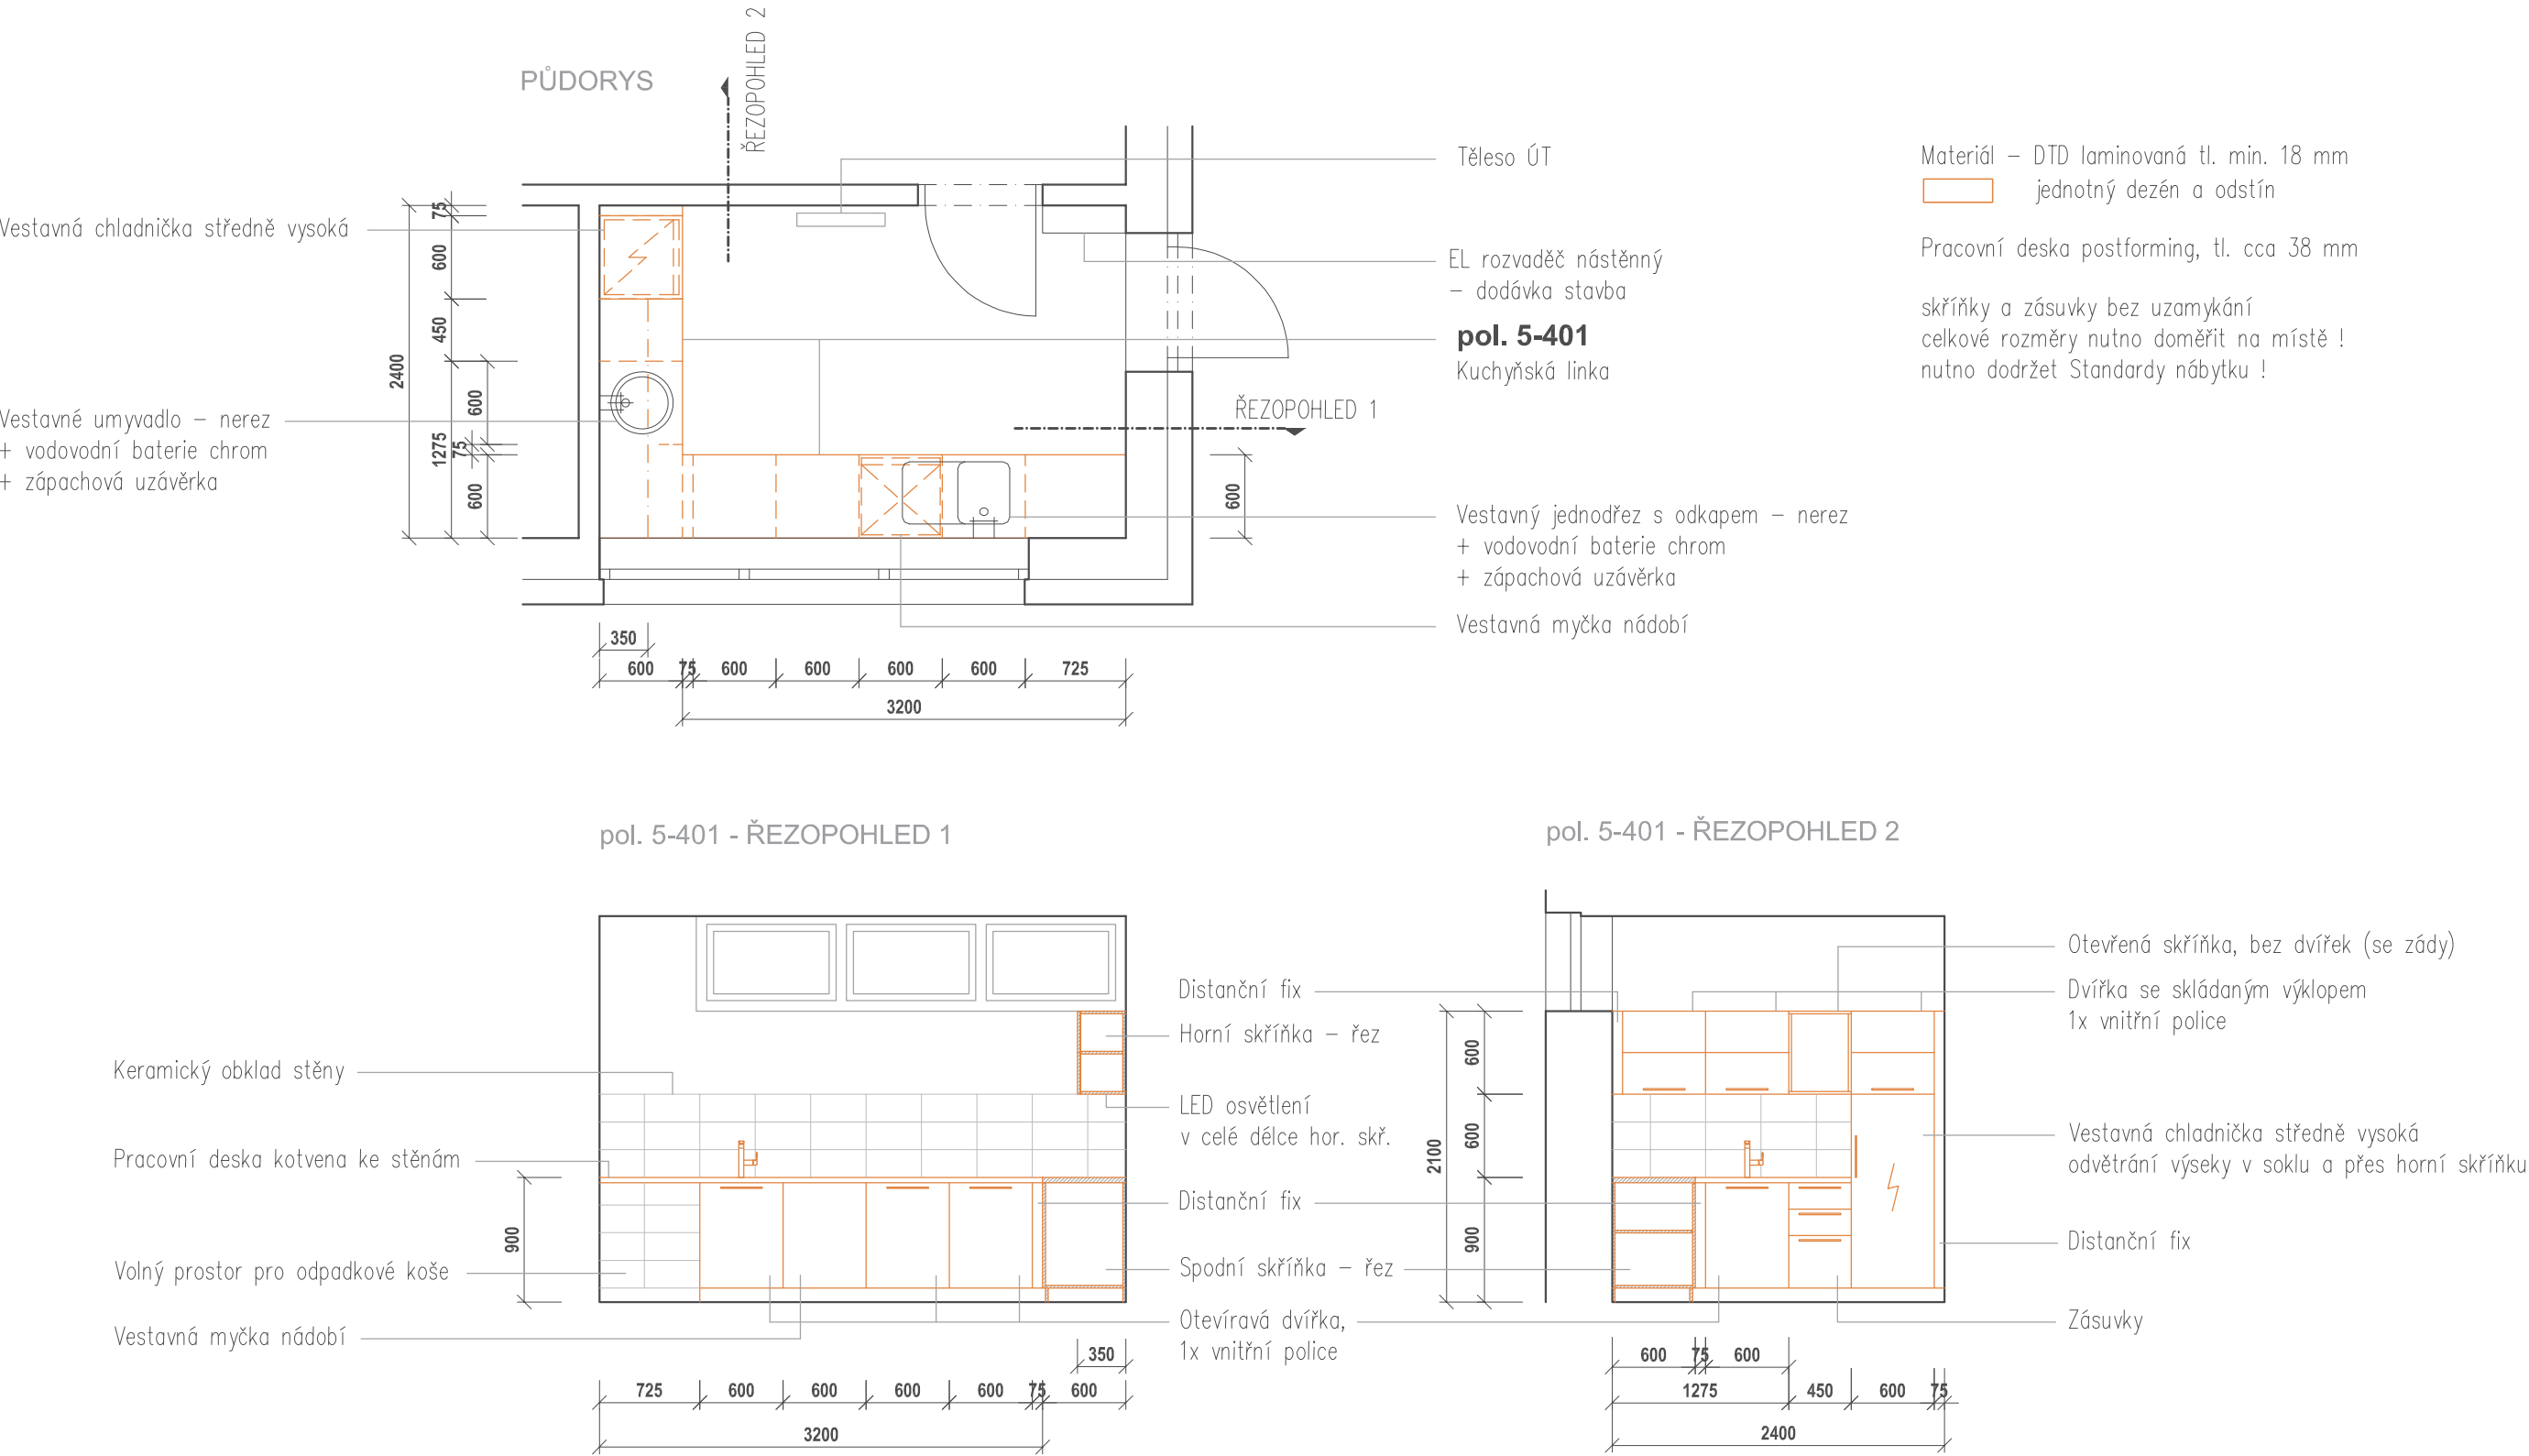 PŮDORYS
ŘEZOPOHLED 2
Těleso ÚT
Materiál – DTD laminovaná tl. min. 18 mm
jednotný dezén a odstín
Vestavná chladnička středně vysoká
EL rozvaděč nástěnný
– dodávka stavba
Pracovní deska postforming, tl. cca 38 mm
skříňky a zásuvky bez uzamykání
celkové rozměry nutno doměřit na místě !
nutno dodržet Standardy nábytku !
pol. 5-401
Kuchyňská linka
ŘEZOPOHLED 1
Vestavné umyvadlo – nerez
+ vodovodní baterie chrom
+ zápachová uzávěrka
Vestavný jednodřez s odkapem – nerez
+ vodovodní baterie chrom
+ zápachová uzávěrka
Vestavná myčka nádobí
75
600
450
2400
600
1275
75
600
600
350
600 75 600 600 600 600 725
3200
pol. 5-401 - ŘEZOPOHLED 1
Keramický obklad stěny
Pracovní deska kotvena ke stěnám
Volný prostor pro odpadkové koše
Vestavná myčka nádobí
900
Distanční fix
Horní skříňka – řez
LED osvětlení
v celé délce hor. skř.
Distanční fix
Spodní skříňka – řez
Otevíravá dvířka,
1x vnitřní police
350
725 600 600 600 600 75 600
3200
pol. 5-401 - ŘEZOPOHLED 2
Otevřená skříňka, bez dvířek (se zády)
Dvířka se skládaným výklopem
1x vnitřní police
Vestavná chladnička středně vysoká
odvětrání výseky v soklu a přes horní skříňku
Distanční fix
Zásuvky
600
600
2100
900
600 75 600
1275 450 600 75
2400